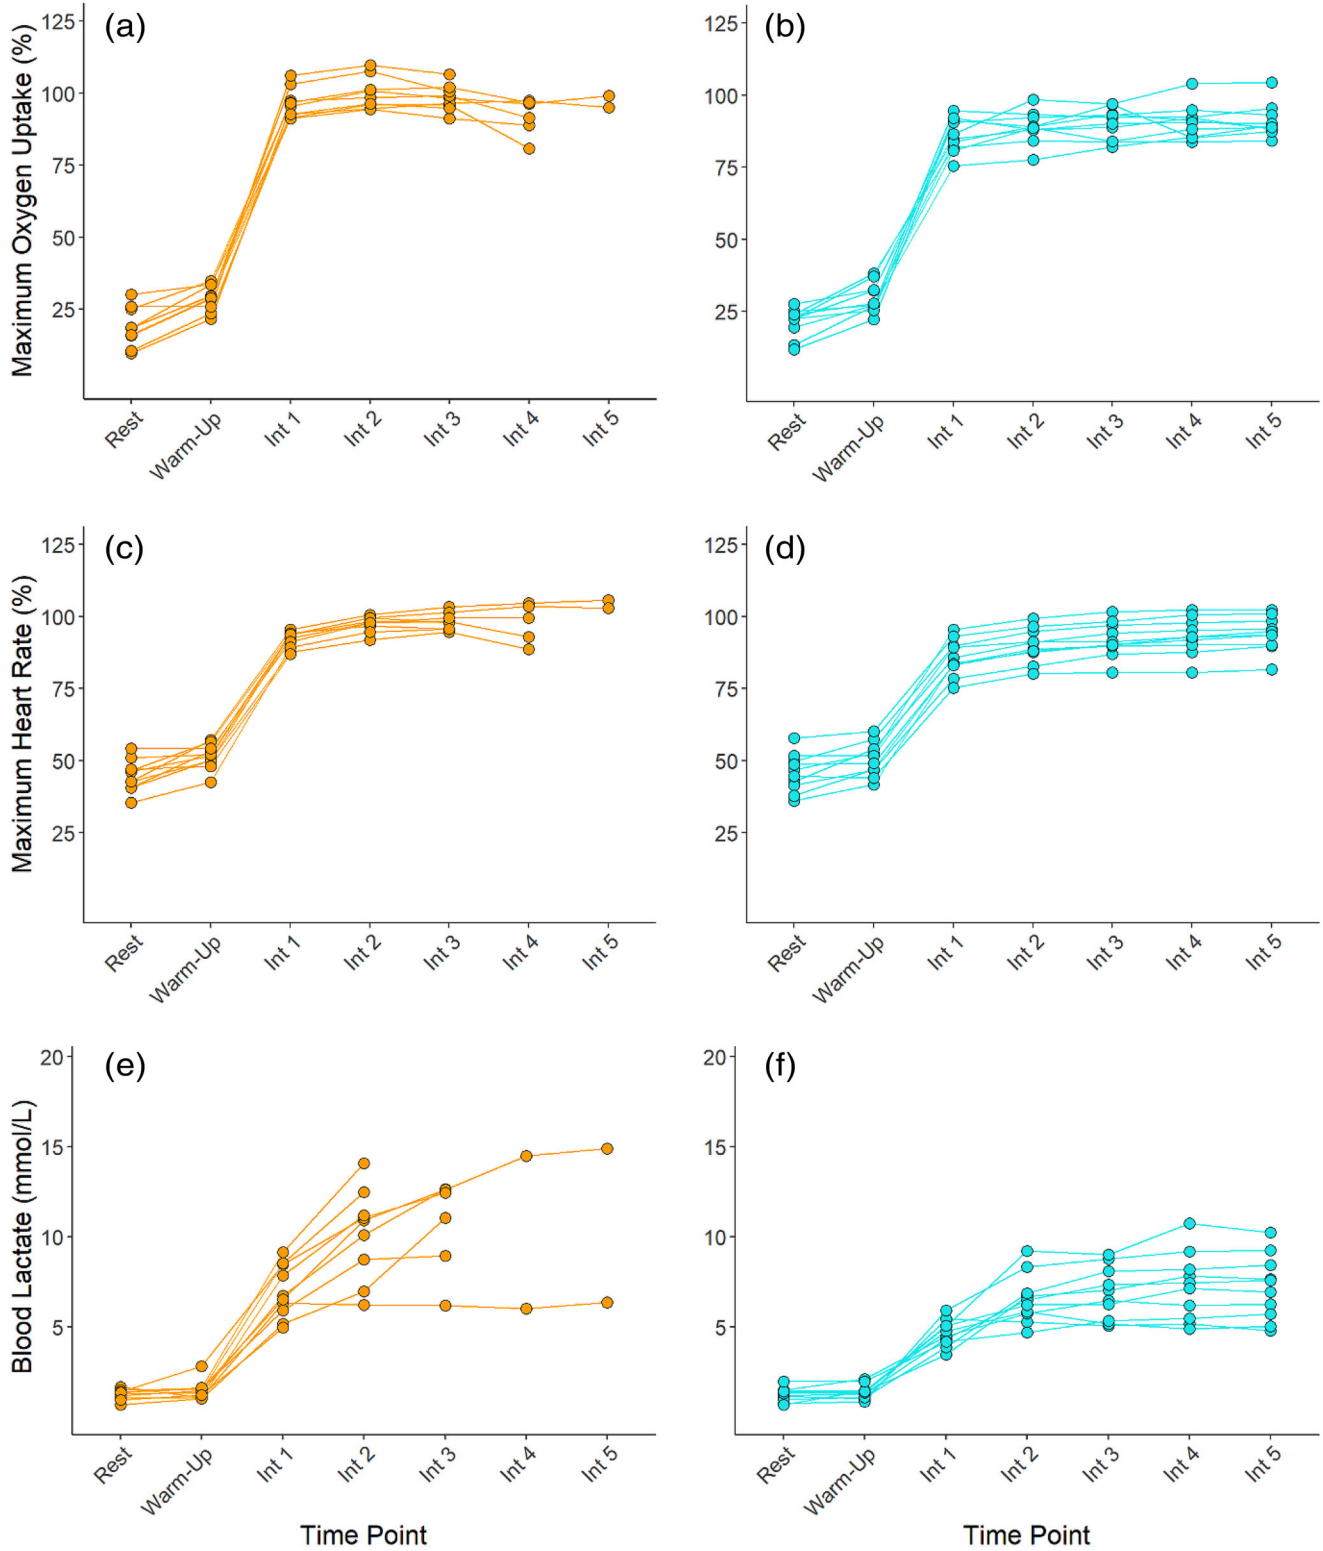 (a)
Maximum Oxygen Uptake (%)
125
100
75
50
25
Rest
Warm-Up
Int 1
Int 2
Int 3
Int 4
Int 5
(b)
125
100
75
50
25
Rest
Warm-Up
Int 1
Int 2
Int 3
Int 4
Int 5
(c)
Maximum Heart Rate (%)
125
100
75
50
25
Rest
Warm-Up
Int 1
Int 2
Int 3
Int 4
Int 5
(d)
125
100
75
50
25
Rest
Warm-Up
Int 1
Int 2
Int 3
Int 4
Int 5
(e)
Blood Lactate (mmol/L)
20
15
10
5
Rest
Warm-Up
Int 1
Int 2
Int 3
Int 4
Int 5
Time Point
(f)
20
15
10
5
Rest
Warm-Up
Int 1
Int 2
Int 3
Int 4
Int 5
Time Point